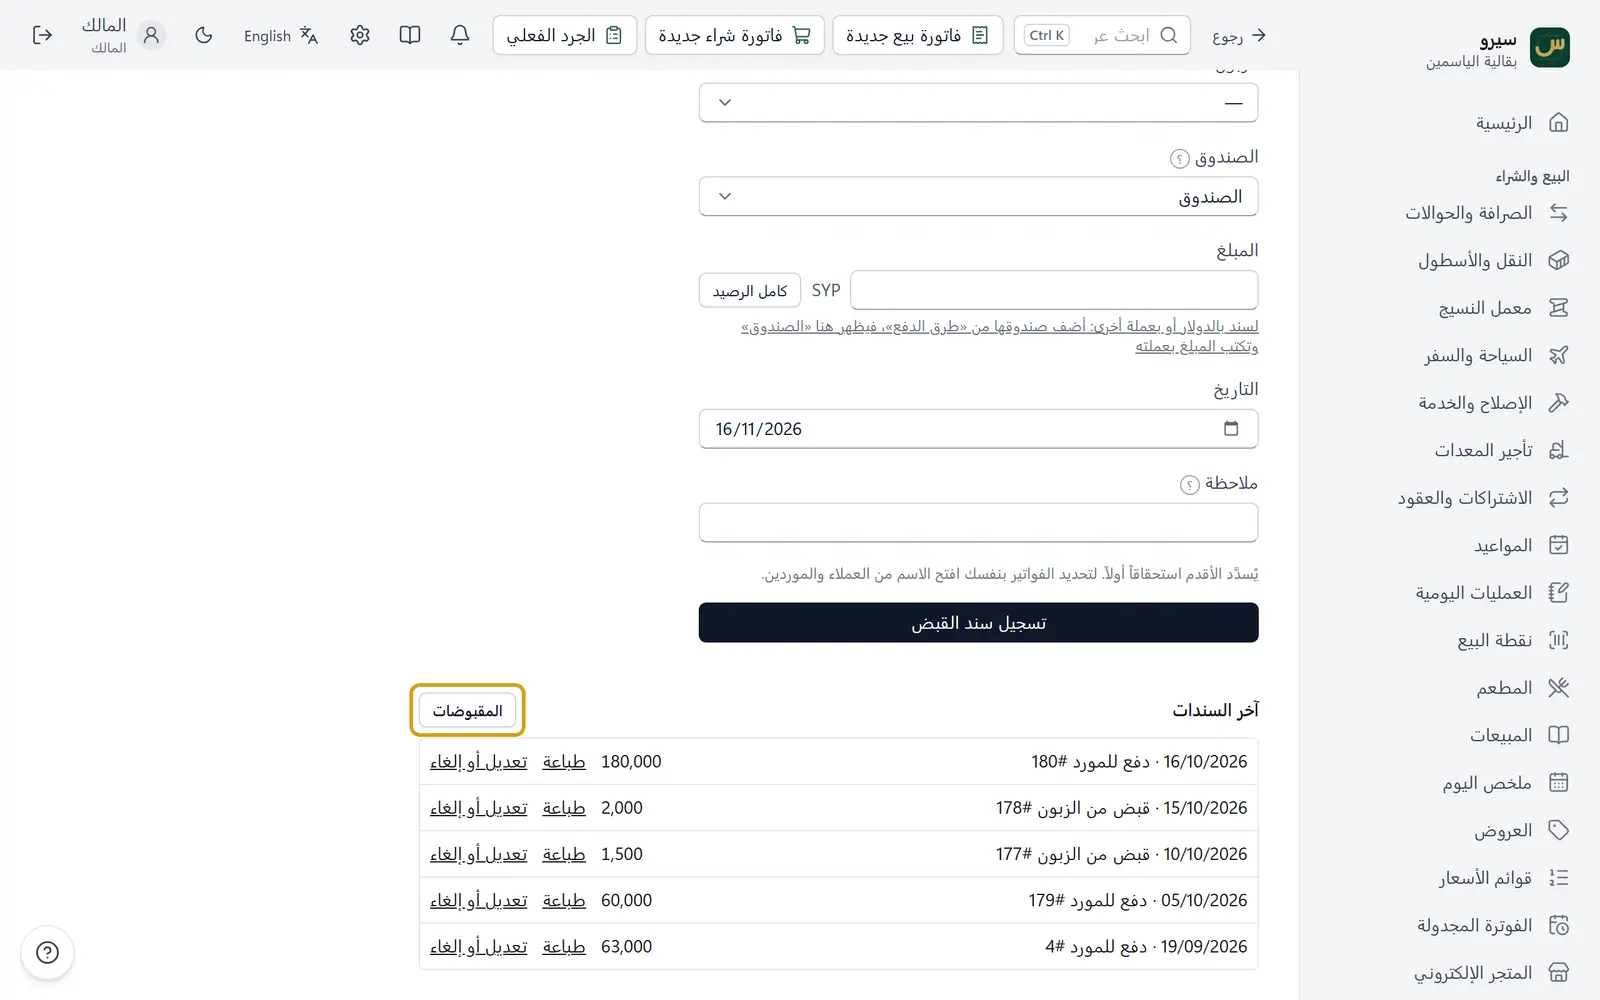 سيرو
بقالية الياسمين
رجوع
ابحث عر
Ctrl K
فاتورة بيع جديدة
فاتورة شراء جديدة
الجرد الفعلي
English
المالك
المالك
الرئيسية
البيع والشراء
الصرافة والحوالات
النقل والأسطول
معمل النسيج
السياحة والسفر
الإصلاح والخدمة
تأجير المعدات
الاشتراكات والعقود
المواعيد
العمليات اليومية
نقطة البيع
المطعم
المبيعات
ملخص اليوم
العروض
قوائم الأسعار
الفوترة المجدولة
المتجر الإلكتروني
—
الصندوق ؟
الصندوق
المبلغ
SYP
كامل الرصيد
لسند بالدولار أو بعملة أخرى: أضف صندوقها من «طرق الدفع»، فيظهر هنا «الصندوق»
وتكتب المبلغ بعملته
التاريخ
16/11/2026
ملاحظة ؟
يُسدَّد الأقدم استحقاقاً أولاً. لتحديد الفواتير بنفسك افتح الاسم من العملاء والموردين.
تسجيل سند القبض
آخر السندات
المقبوضات
16/10/2026 · دفع للمورد #180 180,000 طباعة تعديل أو إلغاء
15/10/2026 · قبض من الزبون #178 2,000 طباعة تعديل أو إلغاء
10/10/2026 · قبض من الزبون #177 1,500 طباعة تعديل أو إلغاء
05/10/2026 · دفع للمورد #179 60,000 طباعة تعديل أو إلغاء
19/09/2026 · دفع للمورد #4 63,000 طباعة تعديل أو إلغاء